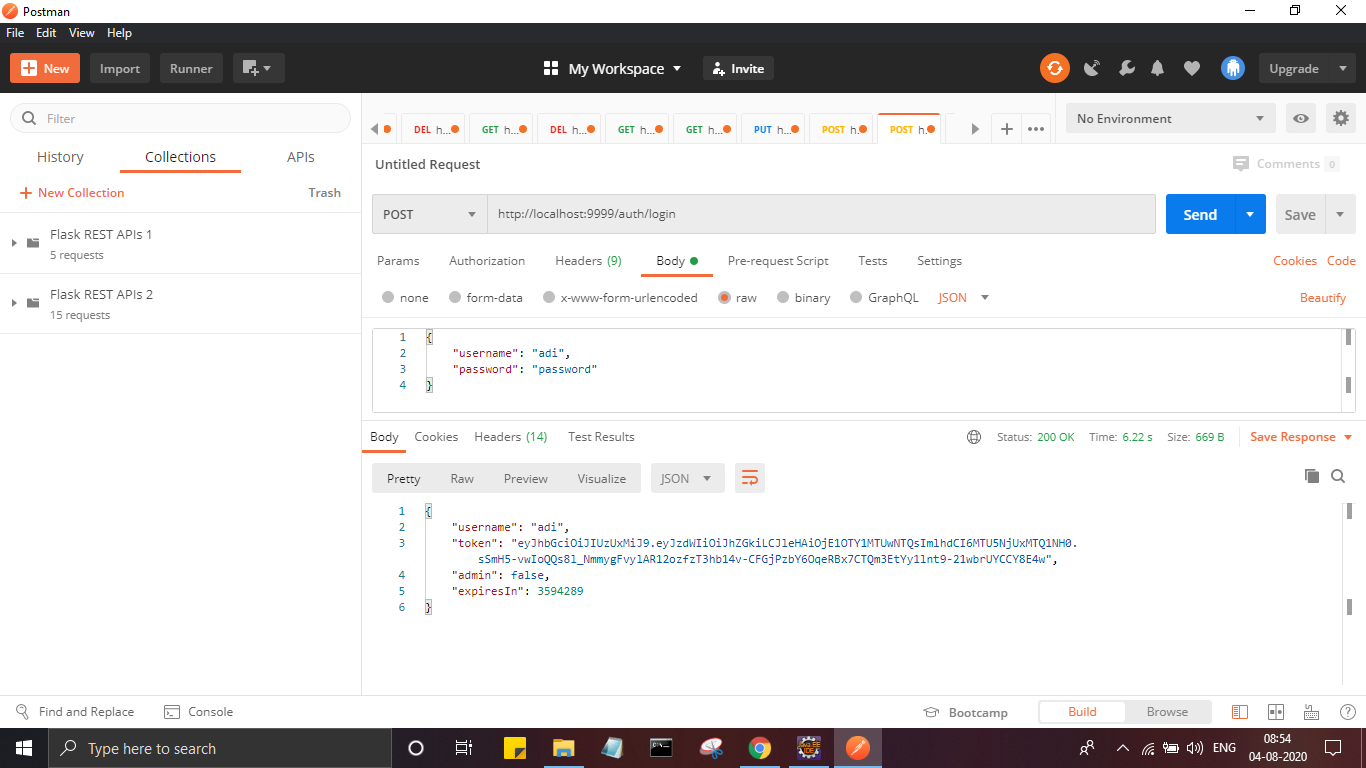 Postman
File Edit View Help
New Import Runner My Workspace Invite Upgrade
Filter
History Collections APIs
New Collection Trash
Flask REST APIs 1
5 requests
Flask REST APIs 2
15 requests
DEL h... GET h... DEL h... GET h... GET h... PUT h... POST h. POST h.
No Environment
Untitled Request
Comments 0
POST http://localhost:9999/auth/login Send Save
Params Authorization Headers (9) Body Pre-request Script Tests Settings Cookies Code
none form-data x-www-form-urlencoded raw binary GraphQL JSON Beautify
1 {
2 "username": "adi",
3 "password": "password"
4 }
Body Cookies Headers (14) Test Results Status: 200 OK Time: 6.22 s Size: 669 B Save Response
Pretty Raw Preview Visualize JSON
1 {
2 "username": "adi",
3 "token": "eyJhbGciOiJIUzUxMiJ9.eyJzdWIiOiJhZGkiLCJleHAiOjE1OTY1MTUwNTQsImlhdCI6MTU5NjUxMTQ1NH0.
sSmH5-vwIoQQs8l_NmmygFvylAR12ozfzT3hb14v-CFGjPzbY6OqeRBx7CTQm3EtYy1lnt9-21wbrUYCCY8E4w",
4 "admin": false,
5 "expiresIn": 3594289
6 }
Find and Replace Console Bootcamp Build Browse
Type here to search
ENG
08:54
04-08-2020